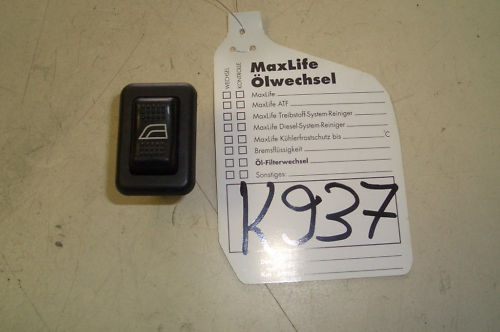 WECHSEL
KONTROLLE
MaxLife
Ölwechsel
MaxLife
MaxLife ATF
MaxLife Treibstoff-System-Reiniger
MaxLife Diesel-System-Reiniger
MaxLife Kühlerfrostschutz bis °C
Bremsflüssigkeit
Öl-Filterwechsel
Sonstiges
K937